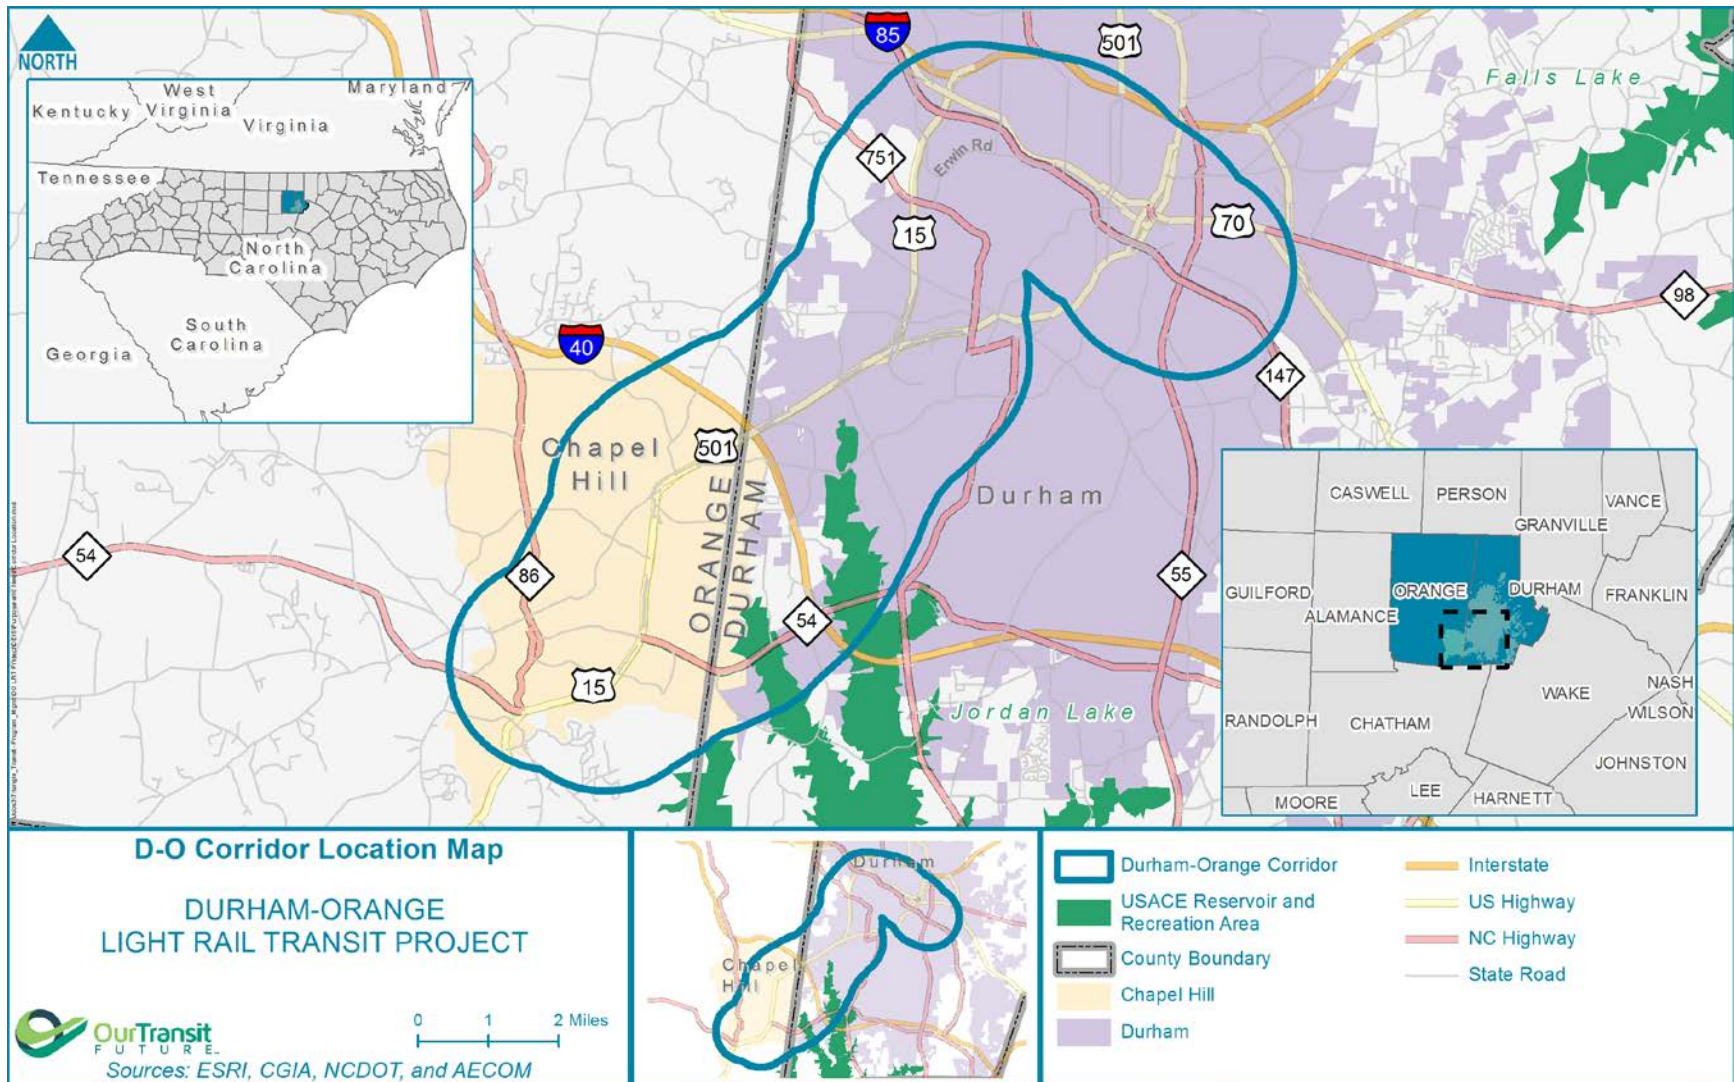 NORTH
Kentucky
West
Virginia
Maryland
Virginia
Tennessee
North
Carolina
South
Carolina
Georgia
85
501
Falls Lake
751
Erwin Rd
15
70
98
40
147
Chapel
Hill
501
ORANGE
DURHAM
Durham
54
86
54
55
15
Jordan Lake
CASWELL
PERSON
VANCE
GRANVILLE
GUILFORD
ORANGE
DURHAM
FRANKLIN
ALAMANCE
NASH
WAKE
WILSON
RANDOLPH
CHATHAM
JOHNSTON
LEE
MOORE
HARNETT
D-O Corridor Location Map
DURHAM-ORANGE
LIGHT RAIL TRANSIT PROJECT
OurTransit
FUTURE
0 1 2 Miles
Sources: ESRI, CGIA, NCDOT, and AECOM
Durham
Chapel
Hill
Durham-Orange Corridor
USACE Reservoir and
Recreation Area
County Boundary
Chapel Hill
Durham
Interstate
US Highway
NC Highway
State Road